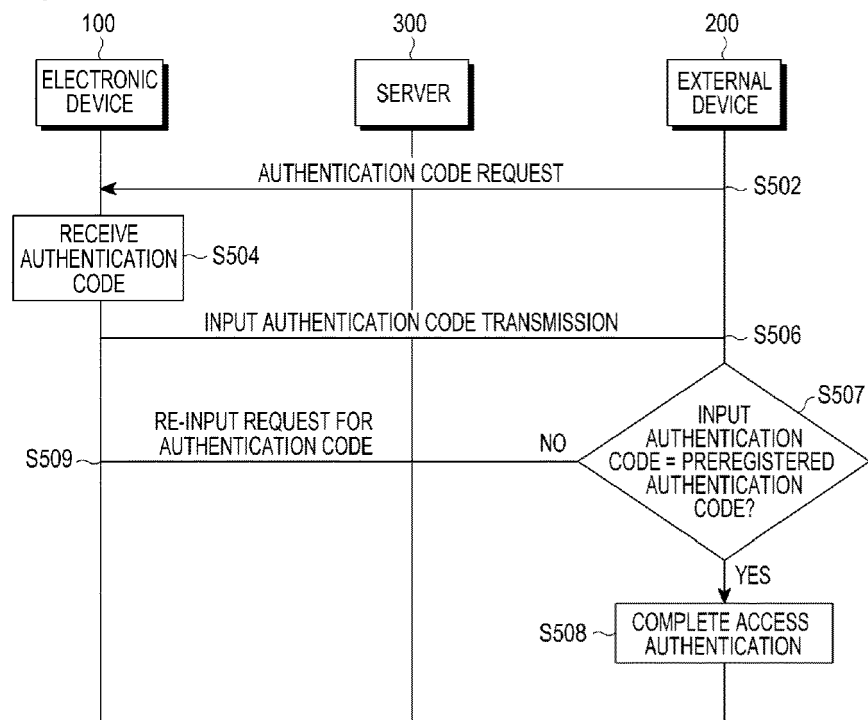 100
300
200
ELECTRONIC
DEVICE
SERVER
EXTERNAL
DEVICE
AUTHENTICATION CODE REQUEST
S502
RECEIVE
AUTHENTICATION
CODE
S504
INPUT AUTHENTICATION CODE TRANSMISSION
S506
S507
INPUT
AUTHENTICATION
CODE = PREREGISTERED
AUTHENTICATION
CODE?
RE-INPUT REQUEST FOR
AUTHENTICATION CODE
NO
S509
YES
S508
COMPLETE ACCESS
AUTHENTICATION